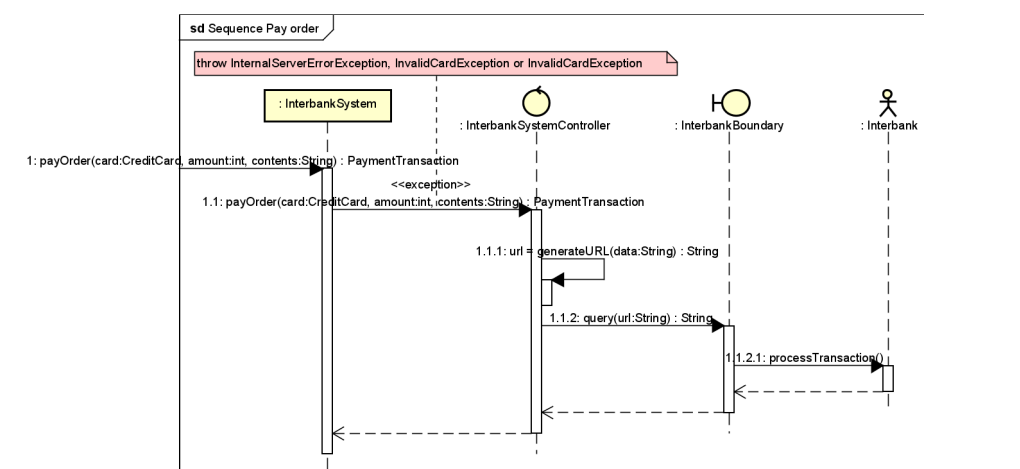 sd Sequence Pay order
throw InternalServerErrorException, InvalidCardException or InvalidCardException
: InterbankSystem
: InterbankSystemController
: InterbankBoundary
: Interbank
1: payOrder(card:CreditCard, amount:int, contents:String) : PaymentTransaction
<<exception>>
1.1: payOrder(card:CreditCard, amount:int, contents:String) : PaymentTransaction
1.1.1: url = generateURL(data:String) : String
1.1.2: query(url:String) : String
1.1.2.1: processTransaction()